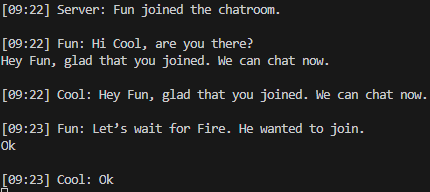 [09:22] Server: Fun joined the chatroom.
[09:22] Fun: Hi Cool, are you there?
Hey Fun, glad that you joined. We can chat now.
[09:22] Cool: Hey Fun, glad that you joined. We can chat now.
[09:23] Fun: Let’s wait for Fire. He wanted to join.
Ok
[09:23] Cool: Ok